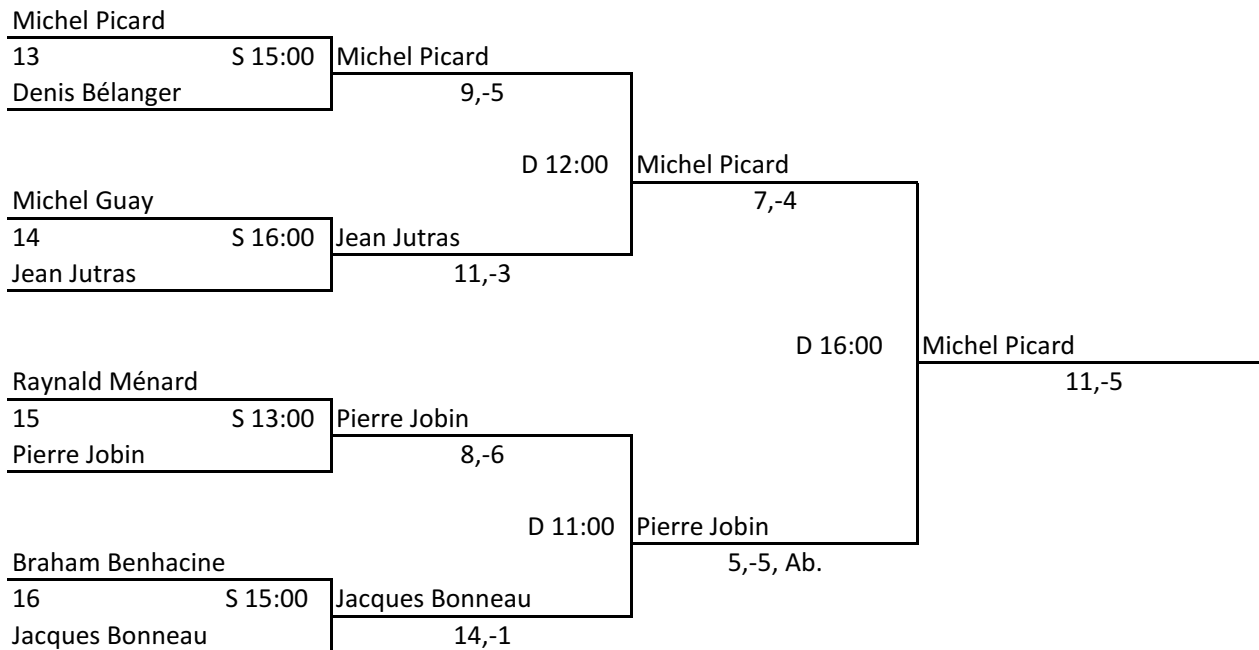 Michel Picard
13 S 15:00 Michel Picard
Denis Bélanger 9,-5
D 12:00 Michel Picard
Michel Guay 7,-4
14 S 16:00 Jean Jutras
Jean Jutras 11,-3
D 16:00 Michel Picard
Raynald Ménard 11,-5
15 S 13:00 Pierre Jobin
Pierre Jobin 8,-6
D 11:00 Pierre Jobin
Braham Benhacine 5,-5, Ab.
16 S 15:00 Jacques Bonneau
Jacques Bonneau 14,-1